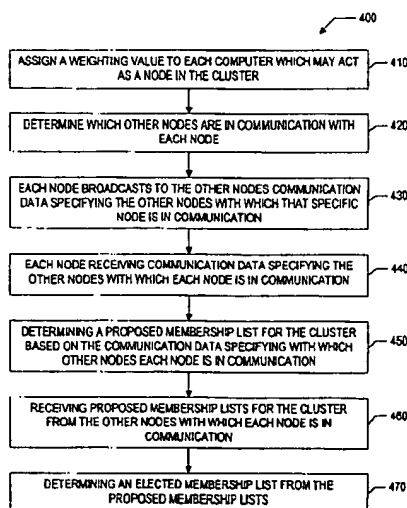 400
ASSIGN A WEIGHTING VALUE TO EACH COMPUTER WHICH MAY ACT
AS A NODE IN THE CLUSTER
410
DETERMINE WHICH OTHER NODES ARE IN COMMUNICATION WITH
EACH NODE
420
EACH NODE BROADCASTS TO THE OTHER NODES COMMUNICATION
DATA SPECIFYING THE OTHER NODES WITH WHICH THAT SPECIFIC
NODE IS IN COMMUNICATION
430
EACH NODE RECEIVING COMMUNICATION DATA SPECIFYING THE
OTHER NODES WITH WHICH EACH NODE IS IN COMMUNICATION
440
DETERMINING A PROPOSED MEMBERSHIP LIST FOR THE CLUSTER
BASED ON THE COMMUNICATION DATA SPECIFYING WITH WHICH
OTHER NODES EACH NODE IS IN COMMUNICATION
450
RECEIVING PROPOSED MEMBERSHIP LISTS FOR THE CLUSTER
FROM THE OTHER NODES WITH WHICH EACH NODE IS IN
COMMUNICATION
460
DETERMINING AN ELECTED MEMBERSHIP LIST FROM THE
PROPOSED MEMBERSHIP LISTS
470